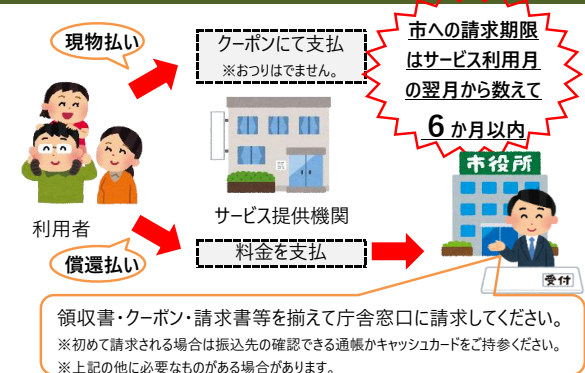 現物払い
クーポンにて支払
※おつりはでません。
市への請求期限
はサービス利用月
の翌月から数えて
6か月以内
市役所
利用者
サービス提供機関
償還払い
料金を支払
受付
領収書・クーポン・請求書等を揃えて庁舎窓口に請求してください。
※初めて請求される場合は振込先の確認できる通帳かキャッシュカードをご持参ください。
※上記の他に必要なものがある場合があります。